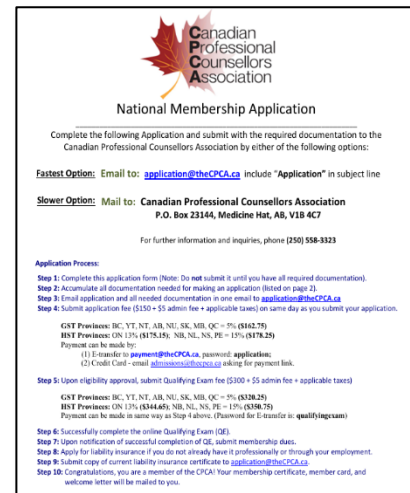 Canadian
Professional
Counsellors
Association
National Membership Application
Complete the following Application and submit with the required documentation to the
Canadian Professional Counsellors Association by either of the following options:
Fastest Option: Email to: application@theCPCA.ca include "Application" in subject line
Slower Option: Mail to: Canadian Professional Counsellors Association
P.O. Box 23144, Medicine Hat, AB, V1B 4C7
For further information and inquiries, phone (250) 558-3323
Application Process:
Step 1: Complete this application form (Note: Do not submit it until you have all required documentation).
Step 2: Accumulate all documentation needed for making an application (listed on page 2).
Step 3: Email application and all needed documentation in one email to application@theCPCA.ca
Step 4: Submit application fee ($150 + $5 admin fee + applicable taxes) on same day as you submit your application.
GST Provinces: BC, YT, NT, AB, NU, SK, MB, QC = 5% ($162.75)
HST Provinces: ON 13% ($175.15); NB, NL, NS, PE = 15% ($178.25)
Payment can be made by:
(1) E-transfer to payment@theCPCA.ca, password: application;
(2) Credit Card - email admissions@thecpca.ca asking for payment link.
Step 5: Upon eligibility approval, submit Qualifying Exam fee ($300 + $5 admin fee + applicable taxes)
GST Provinces: BC, YT, NT, AB, NU, SK, MB, QC = 5% ($320.25)
HST Provinces: ON 13% ($344.65); NB, NL, NS, PE = 15% ($350.75)
Payment can be made in same way as Step 4 above. (Password for E-transfer is: qualifyingexam)
Step 6: Successfully complete the online Qualifying Exam (QE).
Step 7: Upon notification of successful completion of QE, submit membership dues.
Step 8: Apply for liability insurance if you do not already have it professionally or through your employment.
Step 9: Submit copy of current liability insurance certificate to application@theCPCA.ca.
Step 10: Congratulations, you are a member of the CPCA! Your membership certificate, member card, and
welcome letter will be mailed to you.